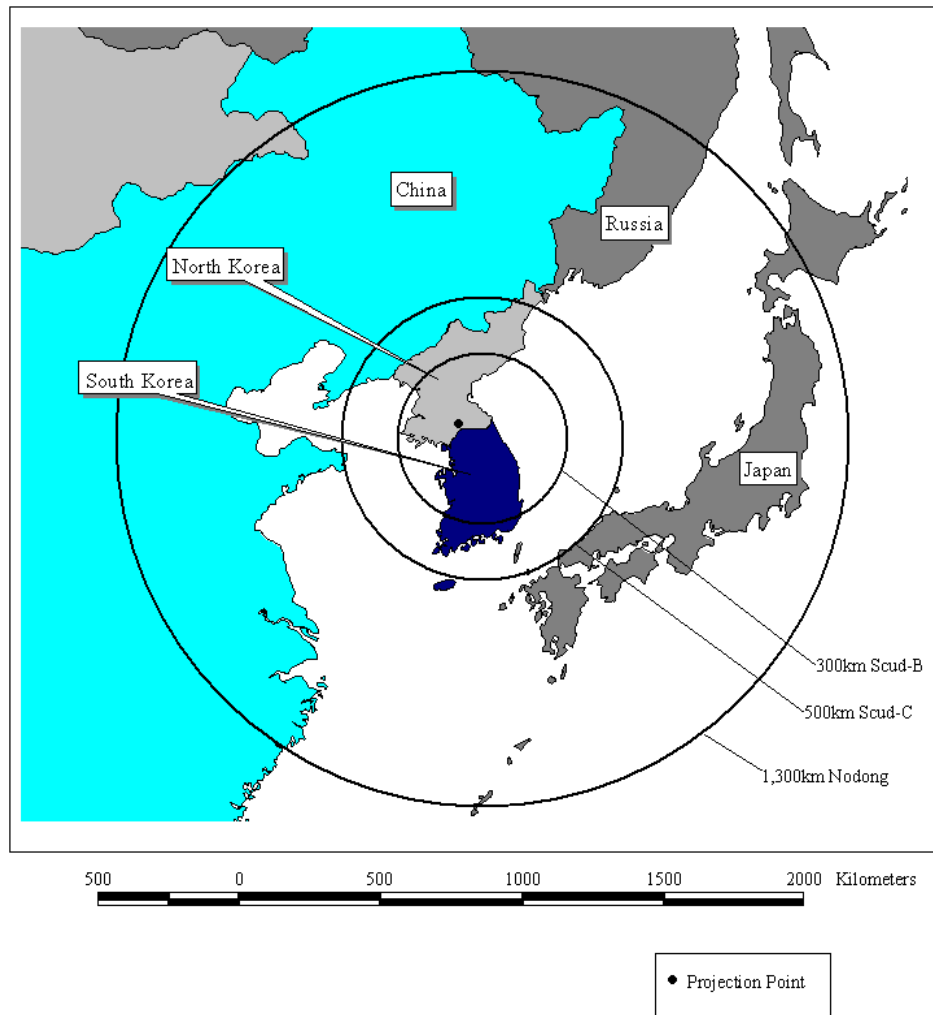 China
Russia
North Korea
South Korea
Japan
300km Scud-B
500km Scud-C
1,300km Nodong
500 0 500 1000 1500 2000 Kilometers
Projection Point